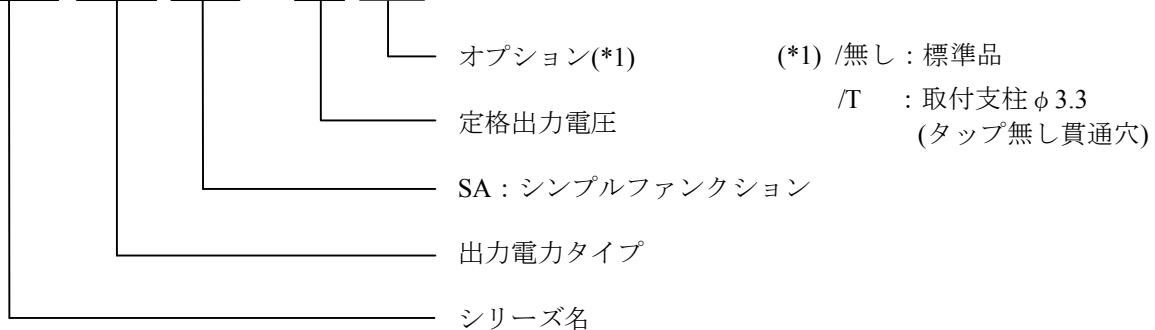 オプション(*1) (*1) /無し：標準品
/T ：取付支柱φ3.3
定格出力電圧
(タップ無し貫通穴)
SA：シンプルファンクション
出力電力タイプ
シリーズ名